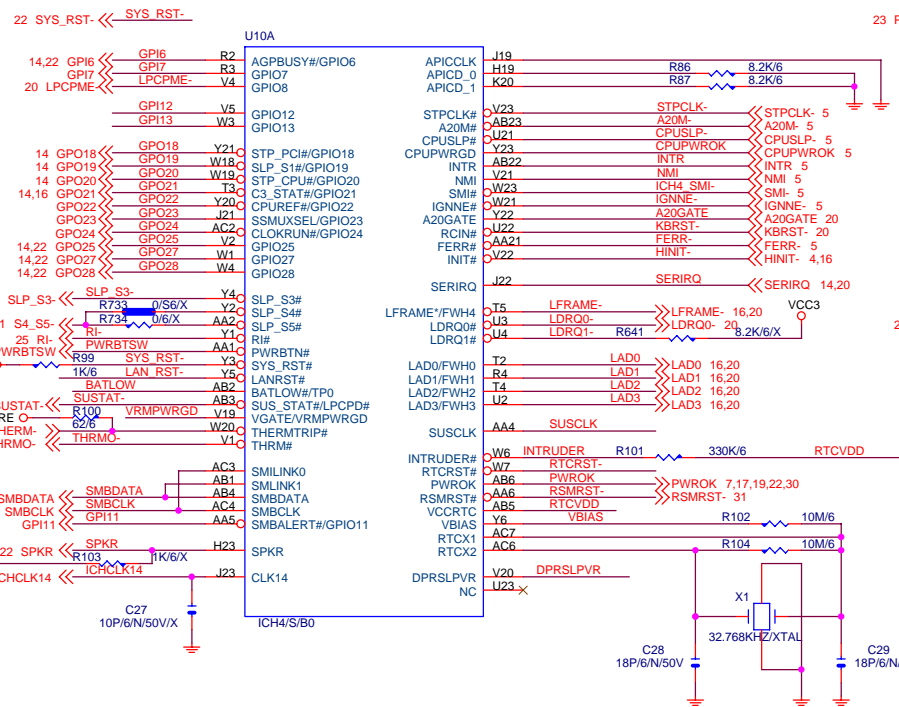 22 SYS_RST- SYS_RST- 23
U10A
14,22 GPI6 GPI6 R2 AGPBUSY#/GPIO6 APICCLK J19
GPI7 GPI7 R3 GPIO7 APICD_0 H19 R86 8.2K/6
20 LPCPME- LPCPME- V4 GPIO8 APICD_1 K20 R87 8.2K/6
GPI12 V5 GPIO12 STPCLK# V23 STPCLK- STPCLK- 5
GPI13 W3 GPIO13 A20M# AB23 A20M- A20M- 5
CPUSLP# U21 CPUSLP- CPUSLP- 5
14 GPO18 GPO18 Y21 STP_PCI#/GPIO18 CPUPWRGD Y23 CPUPWROK CPUPWROK 5
14 GPO19 GPO19 W18 SLP_S1#/GPIO19 INTR AB22 INTR INTR 5
14 GPO20 GPO20 W19 STP_CPU#/GPIO20 NMI V21 NMI NMI 5
14,16 GPO21 GPO21 T3 C3_STAT#/GPIO21 SMI# W23 ICH4_SMI- SMI- 5
GPO22 GPO22 Y20 CPUREF#/GPIO22 IGNNE# W21 IGNNE- IGNNE- 5
GPO23 GPO23 J21 SSMUXSEL/GPIO23 A20GATE Y22 A20GATE A20GATE 20
GPO24 GPO24 AC2 CLOKRUN#/GPIO24 RCIN# U22 KBRST- KBRST- 20
14,22 GPO25 GPO25 V2 GPIO25 FERR# AA21 FERR- FERR- 5
14,22 GPO27 GPO27 W1 GPIO27 INIT# V22 HINIT- HINIT- 4,16
14,22 GPO28 GPO28 W4 GPIO28
SERIRQ J22 SERIRQ SERIRQ 14,20
SLP_S3- SLP_S3- Y4 SLP_S3# VCC3
R733 0/S6/X Y2 SLP_S4# LFRAME*/FWH4 T5 LFRAME- LFRAME- 16,20
S4_S5- R734 0/6/X AA2 SLP_S5# LDRQ0# U3 LDRQ0- LDRQ0- 20
25 RI- RI- Y1 RI# LDRQ1# U4 LDRQ1- R641 8.2K/6/X
PWRBTSW PWRBTSW AA1 PWRBTN#
R99 1K/6 SYS_RST- Y3 SYS_RST# LAD0/FWH0 T2 LAD0 LAD0 16,20
LAN_RST- Y5 LANRST# LAD1/FWH1 R4 LAD1 LAD1 16,20
BATLOW AB2 BATLOW#/TP0 LAD2/FWH2 T4 LAD2 LAD2 16,20
SUSTAT- SUSTAT- AB3 SUS_STAT#/LPCPD# LAD3/FWH3 U2 LAD3 LAD3 16,20
RE R100 62/6 VRMPWRGD V19 VGATE/VRMPWRGD
HERM- W20 THERMTRIP# SUSCLK AA4 SUSCLK
HRMO- THRMO- V1 THRM#
INTRUDER# W6 INTRUDER R101 330K/6 RTCVDD
AC3 SMILINK0 RTCRST# W7 RTCRST-
AB1 SMLINK1 PWROK AB6 PWROK PWROK 7,17,19,22,30
SMBDATA SMBDATA AB4 SMBDATA RSMRST# AA6 RSMRST- RSMRST- 31
SMBCLK SMBCLK AC4 SMBCLK VCCRTC AB5 RTCVDD
GPI11 GPI11 AA5 SMBALERT#/GPIO11 VBIAS Y6 VBIAS R102 10M/6
RTCX1 AC7
22 SPKR SPKR H23 SPKR RTCX2 AC6 R104 10M/6
R103 1K/6/X
CHCLK14 ICHCLK14 J23 CLK14 DPRSLPVR V20 DPRSLPVR
NC U23
C27 X1
10P/6/N/50V/X
ICH4/S/B0 32.768KHZ/XTAL
C28 C29
18P/6/N/50V 18P/6/N/